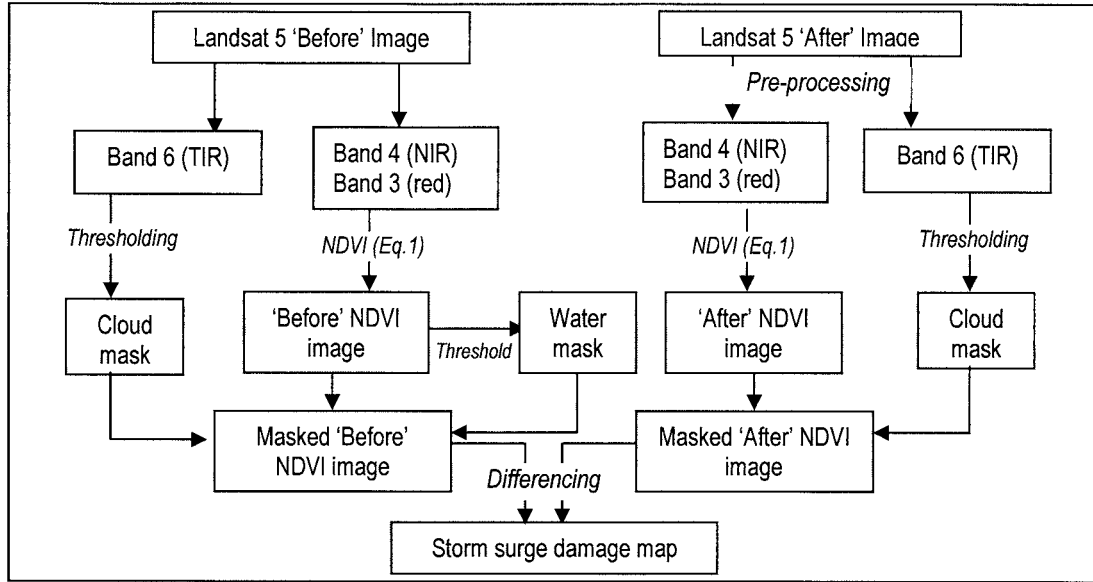 Landsat 5 'Before' Image
Landsat 5 'After' Image
Pre-processing
Band 6 (TIR)
Band 4 (NIR)
Band 3 (red)
Band 4 (NIR)
Band 3 (red)
Band 6 (TIR)
Thresholding
NDVI (Eq.1)
NDVI (Eq.1)
Thresholding
Cloud
mask
'Before' NDVI
image
Threshold
Water
mask
'After' NDVI
image
Cloud
mask
Masked 'Before'
NDVI image
Differencing
Masked 'After' NDVI
image
Storm surge damage map